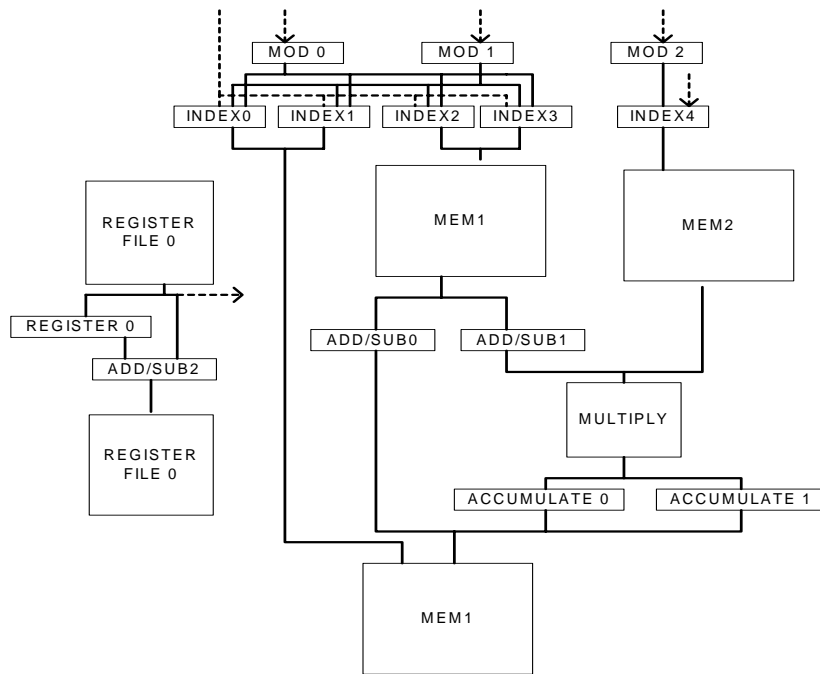 MOD 0
MOD 1
MOD 2
INDEX0
INDEX1
INDEX2
INDEX3
INDEX4
REGISTER
FILE 0
MEM1
MEM2
REGISTER 0
ADD/SUB0
ADD/SUB1
ADD/SUB2
MULTIPLY
REGISTER
FILE 0
ACCUMULATE 0
ACCUMULATE 1
MEM1